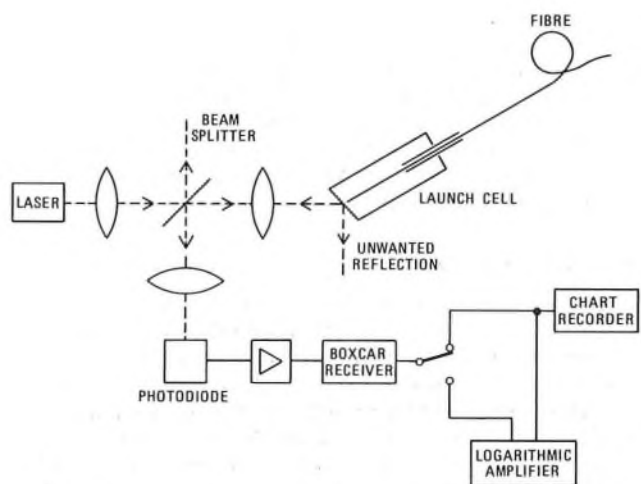 FIBRE
BEAM
SPLITTER
LASER
LAUNCH CELL
UNWANTED
REFLECTION
CHART
RECORDER
BOXCAR
RECEIVER
PHOTODIODE
LOGARITHMIC
AMPLIFIER